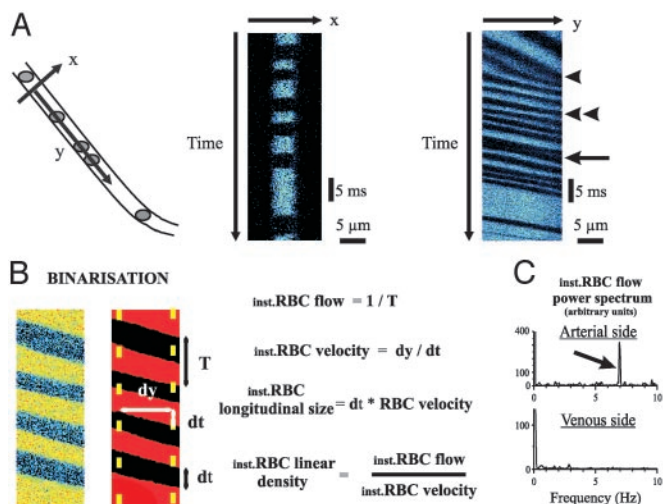 A
x
y
x
Time
5 ms
5 µm
y
Time
5 ms
5 µm
B
BINARISATION
T
dy
dt
dt
inst.RBC flow = 1 / T
inst.RBC velocity = dy / dt
inst.RBC
longitudinal size = dt * RBC velocity
inst.RBC linear
density
=
inst.RBC flow
inst.RBC velocity
C
inst.RBC flow
power spectrum
(arbitrary units)
Arterial side
400
200
0
0 5 10
Venous side
0 5 10
Frequency (Hz)